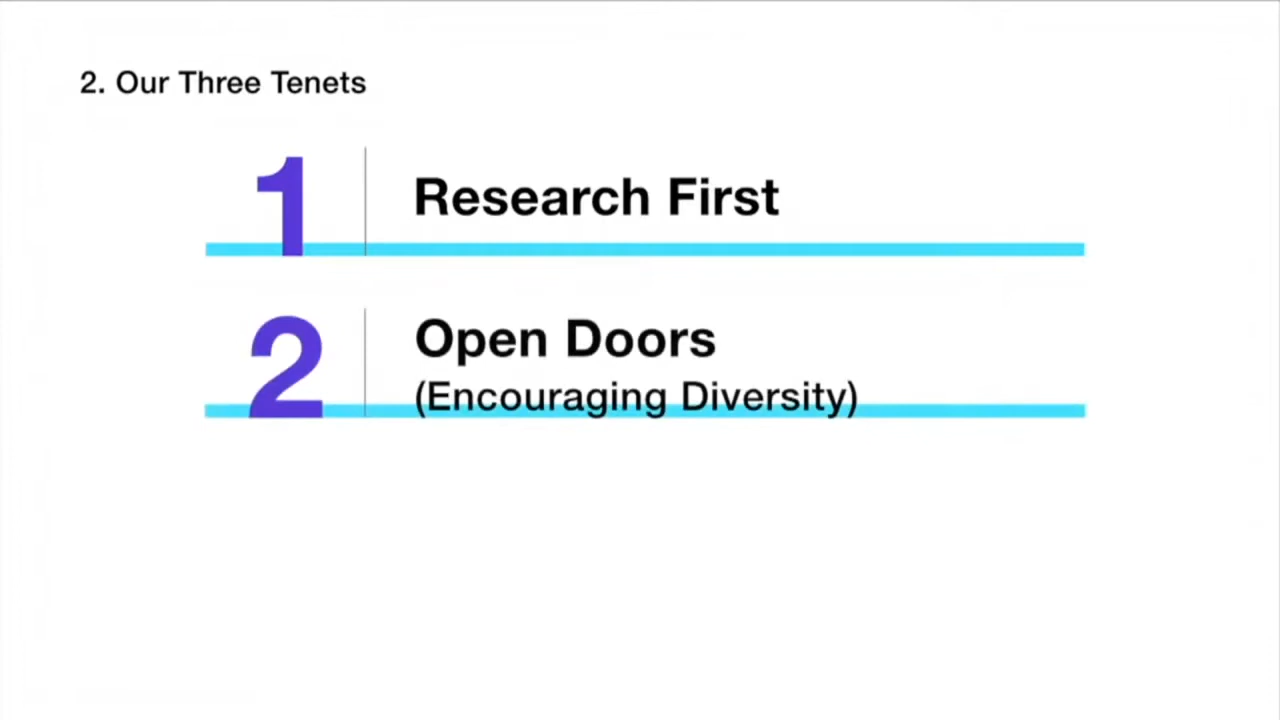 2. Our Three Tenets
1
Research First
2
Open Doors
(Encouraging Diversity)